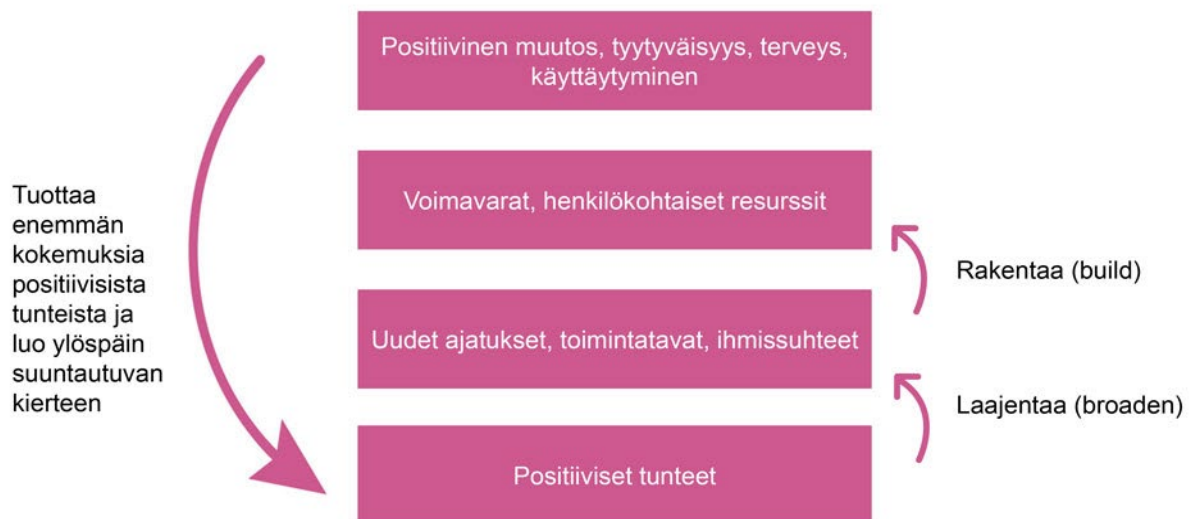 Positiivinen muutos, tyytyväisyys, terveys,
käyttäytyminen
Voimavarat, henkilökohtaiset resurssit
Tuottaa
enemmän
kokemuksia
positiivisista
tunteista ja
luo ylöspäin
suuntautuvan
kierteen
Rakentaa (build)
Uudet ajatukset, toimintatavat, ihmissuhteet
Laajentaa (broaden)
Positiiviset tunteet